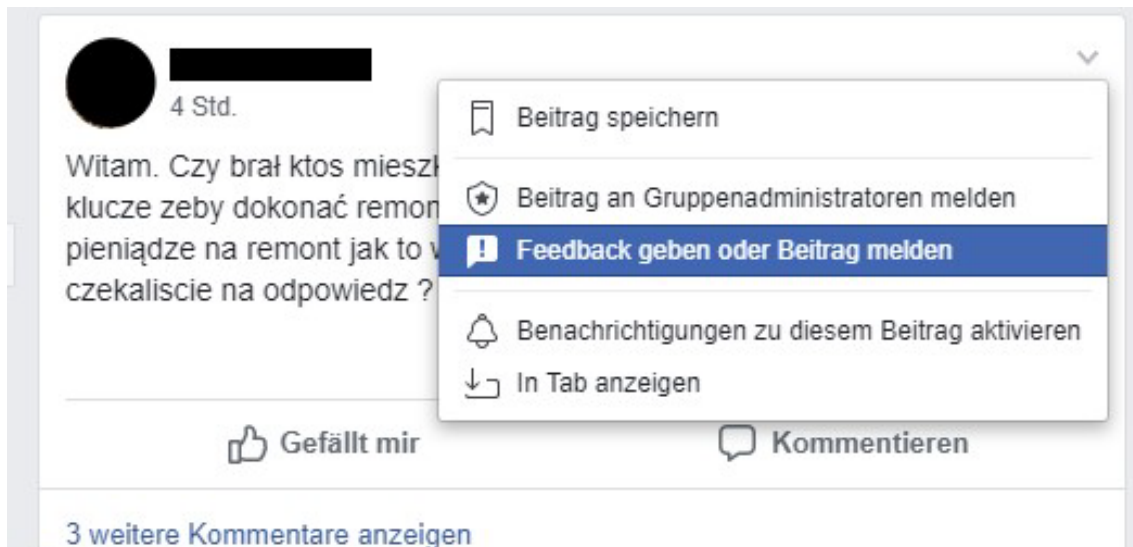 4 Std.
Witam. Czy brał ktos
klucze zeby dokonać
pieniądze na remont jak to
czekaliscie na odpowiedz ?
Beitrag speichern
Beitrag an Gruppenadministratoren melden
Feedback geben oder Beitrag melden
Benachrichtigungen zu diesem Beitrag aktivieren
In Tab anzeigen
Gefällt mir
Kommentieren
3 weitere Kommentare anzeigen